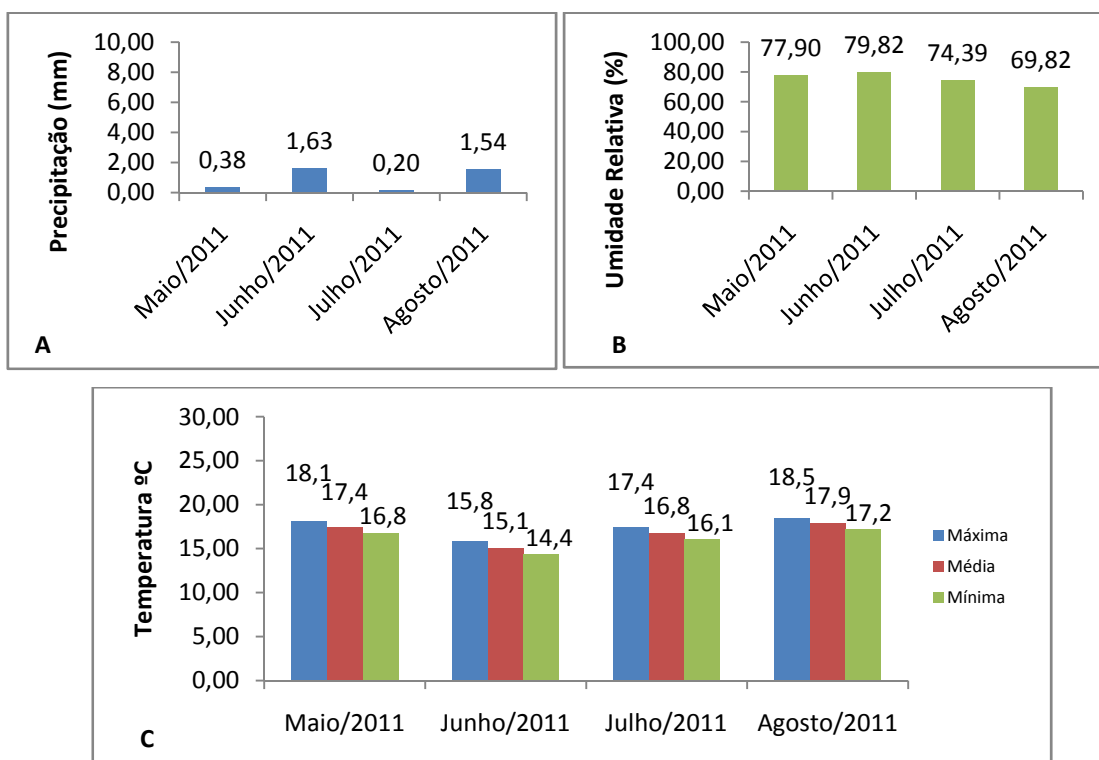 Precipitação (mm)
10,00
8,00
6,00
4,00
2,00
0,00
0,38
1,63
0,20
1,54
Maio/2011
Junho/2011
Julho/2011
Agosto/2011
A
Umidade Relativa (%)
100,00
80,00
60,00
40,00
20,00
0,00
77,90
79,82
74,39
69,82
Maio/2011
Junho/2011
Julho/2011
Agosto/2011
B
Temperatura ºC
30,00
25,00
20,00
15,00
10,00
5,00
0,00
18,1
17,4
16,8
15,8
15,1
14,4
17,4
16,8
16,1
18,5
17,9
17,2
Maio/2011
Junho/2011
Julho/2011
Agosto/2011
Máxima
Média
Mínima
C